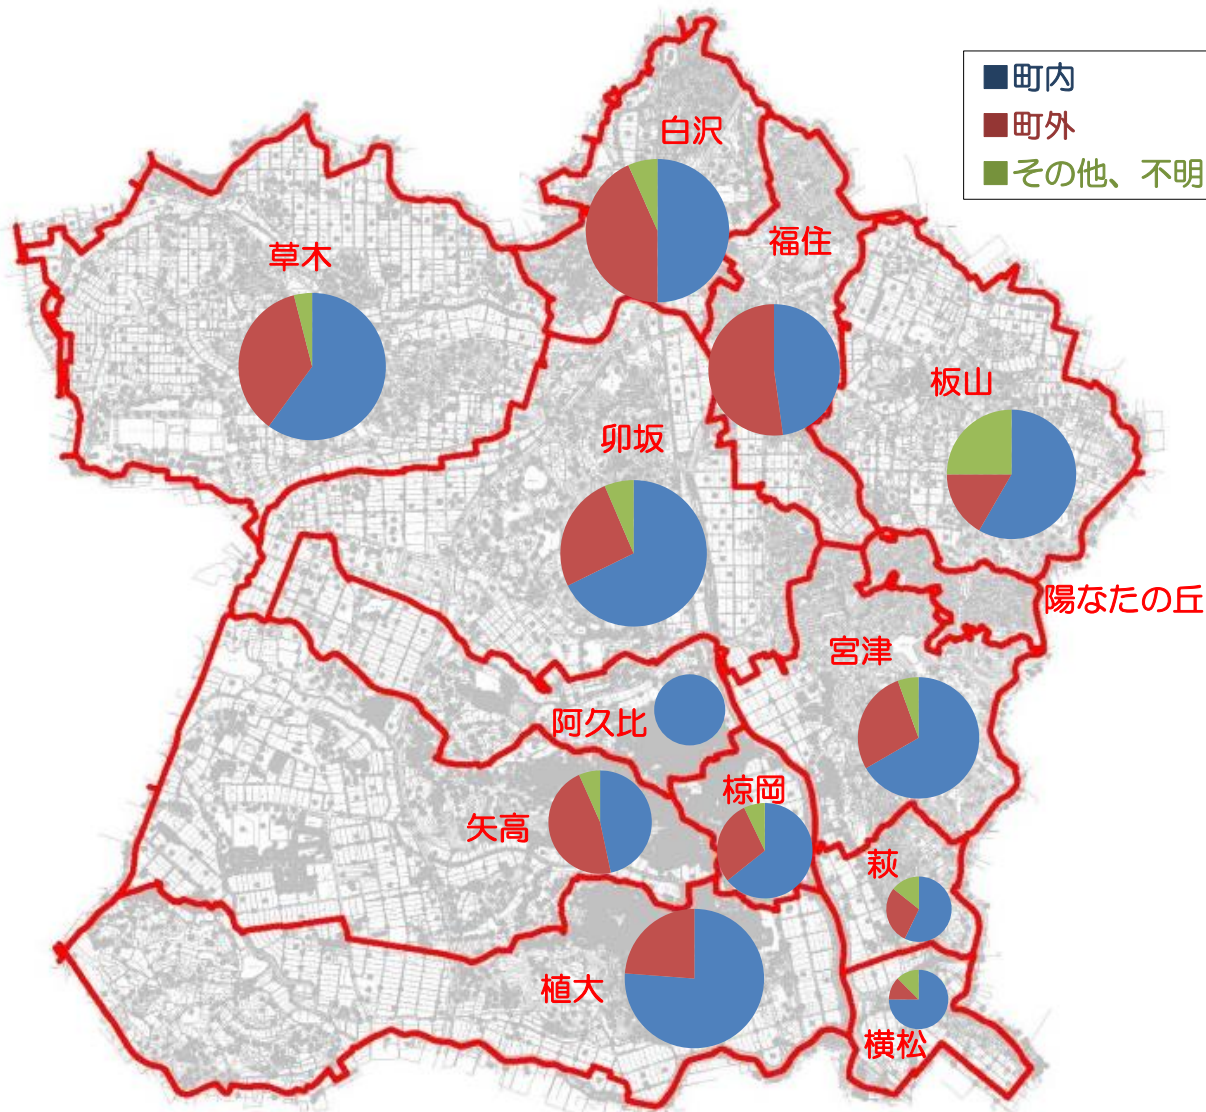 ■町内
■町外
■その他、不明
白沢
福住
草木
板山
卯坂
陽なたの丘
宮津
阿久比
椋岡
矢高
萩
植大
横松